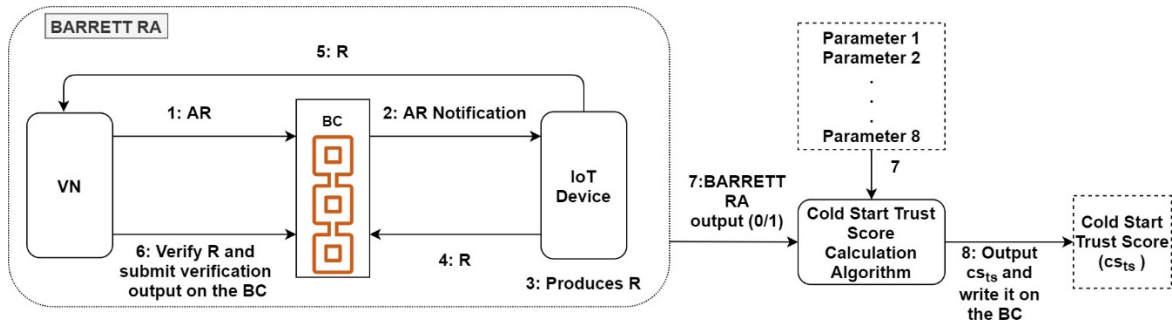 BARRETT RA
5: R
1: AR
BC
2: AR Notification
VN
IoT
Device
6: Verify R and
submit verification
output on the BC
4: R
3: Produces R
Parameter 1
Parameter 2
.
.
.
Parameter 8
7
7:BARRETT
RA
output (0/1)
Cold Start Trust
Score
Calculation
Algorithm
8: Output
cs_ts and
write it on
the BC
Cold Start
Trust Score
(cs_ts )